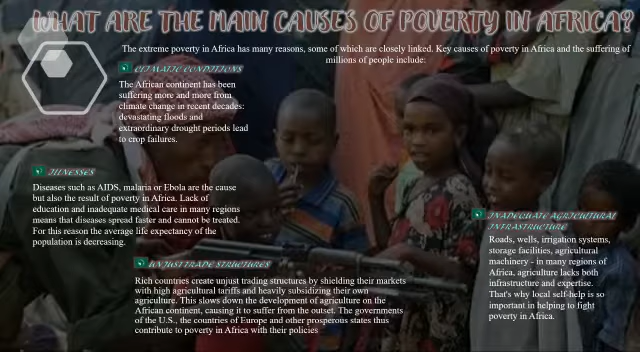 WHAT ARE THE MAIN CAUSES OF POVERTY IN AFRICA?
The extreme poverty in Africa has many reasons, some of which are closely linked. Key causes of poverty in Africa and the suffering of
millions of people include:
CLIMATIC CONDITIONS
The African continent has been
suffering more and more from
climate change in recent decades:
devastating floods and
extraordinary drought periods lead
to crop failures.
ILLNESSES
Diseases such as AIDS, malaria or Ebola are the cause
but also the result of poverty in Africa. Lack of
education and inadequate medical care in many regions
means that diseases spread faster and cannot be treated.
For this reason the average life expectancy of the
population is decreasing.
UNJUST TRADE STRUCTURES
Rich countries create unjust trading structures by shielding their markets
with high agricultural tariffs and heavily subsidizing their own
agriculture. This slows down the development of agriculture on the
African continent, causing it to suffer from the outset. The governments
of the U.S., the countries of Europe and other prosperous states thus
contribute to poverty in Africa with their policies
INADEQUATE AGRICULTURAL
INFRASTRUCTURE
Roads, wells, irrigation systems,
storage facilities, agricultural
machinery - in many regions of
Africa, agriculture lacks both
infrastructure and expertise.
That's why local self-help is so
important in helping to fight
poverty in Africa.